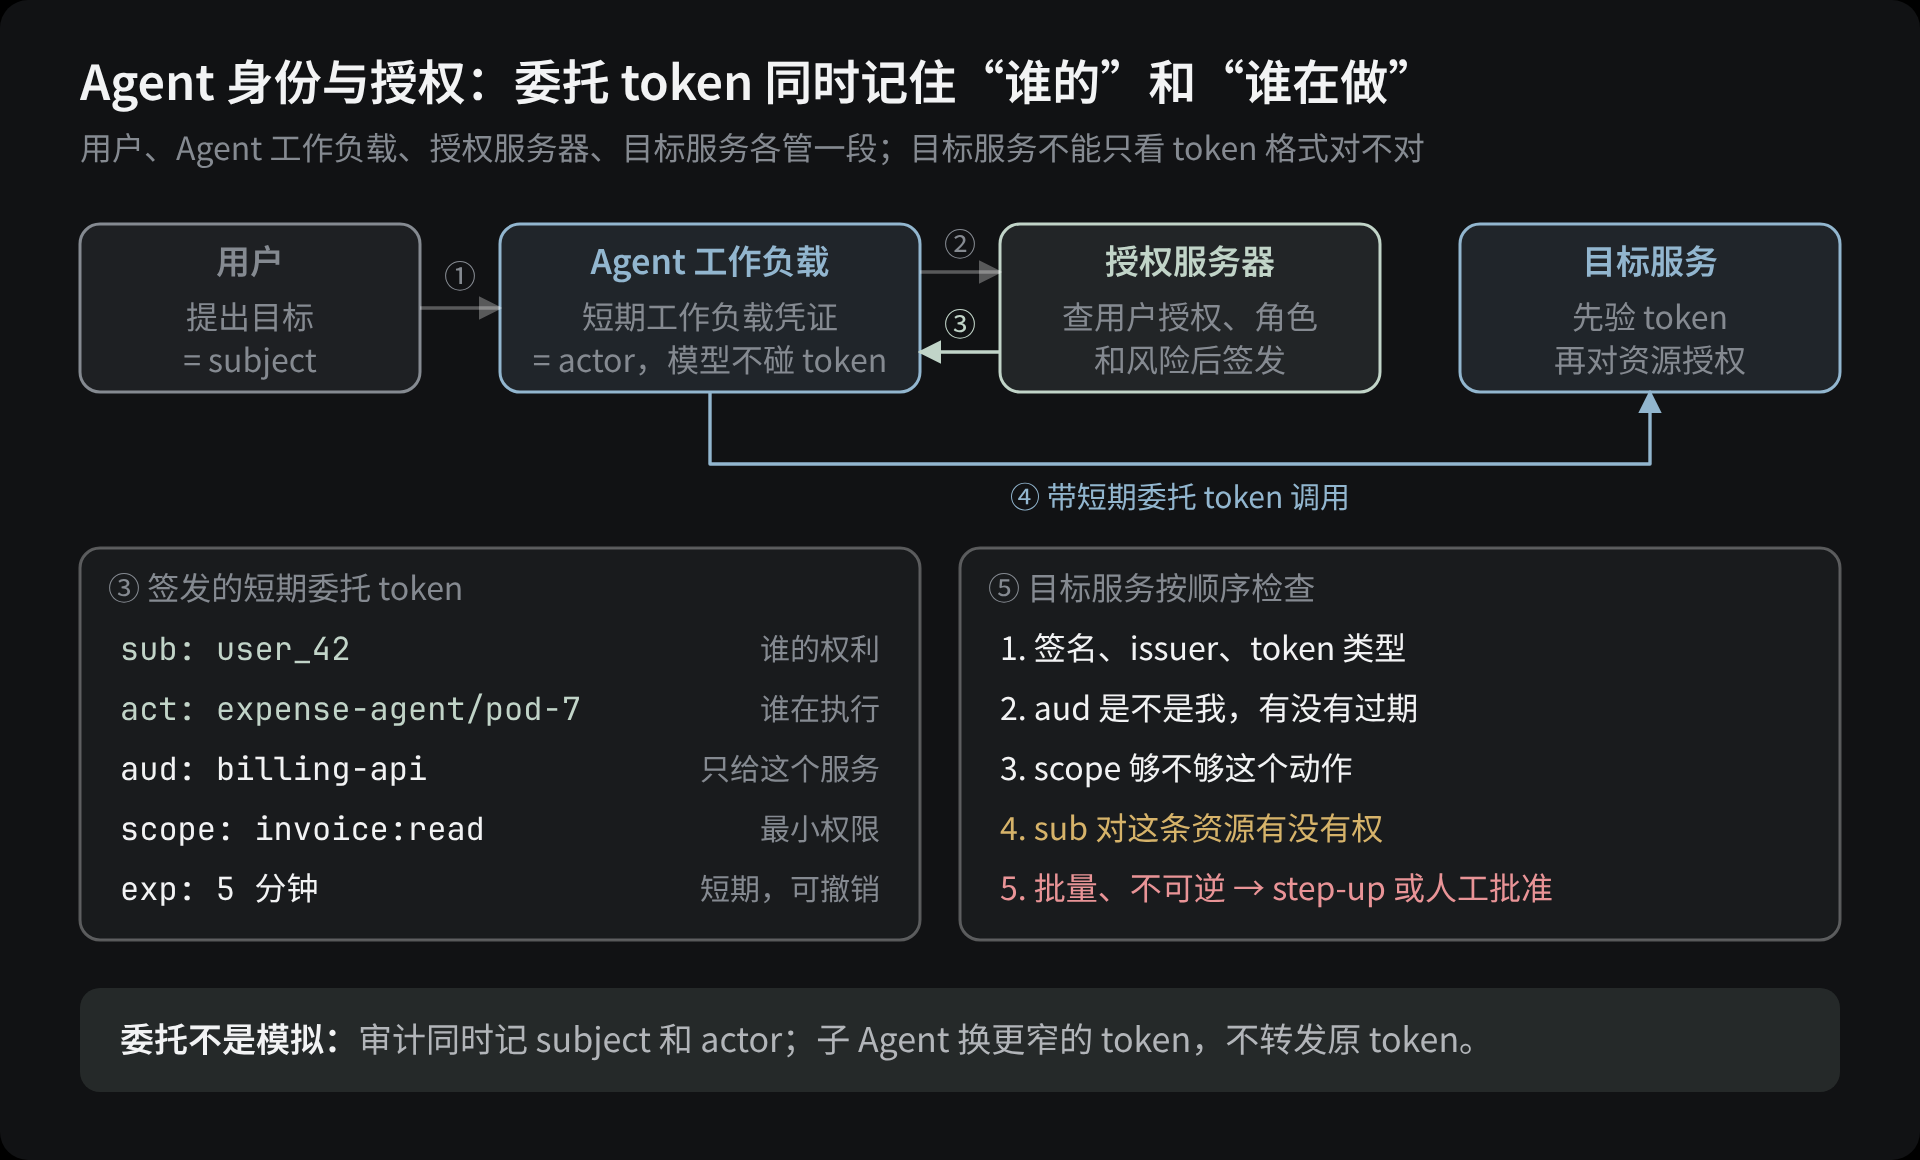 Agent 身份与授权：委托 token 同时记住“谁的”和“谁在做”
用户、Agent 工作负载、授权服务器、目标服务各管一段；目标服务不能只看 token 格式对不对
用户
提出目标
= subject
①
Agent 工作负载
短期工作负载凭证
= actor，模型不碰 token
②
③
授权服务器
查用户授权、角色
和风险后签发
目标服务
先验 token
再对资源授权
④ 带短期委托 token 调用
③ 签发的短期委托 token
sub: user_42 谁的权利
act: expense-agent/pod-7 谁在执行
aud: billing-api 只给这个服务
scope: invoice:read 最小权限
exp: 5 分钟 短期，可撤销
⑤ 目标服务按顺序检查
1. 签名、issuer、token 类型
2. aud 是不是我，有没有过期
3. scope 够不够这个动作
4. sub 对这条资源有没有权
5. 批量、不可逆 → step-up 或人工批准
委托不是模拟：审计同时记 subject 和 actor；子 Agent 换更窄的 token，不转发原 token。